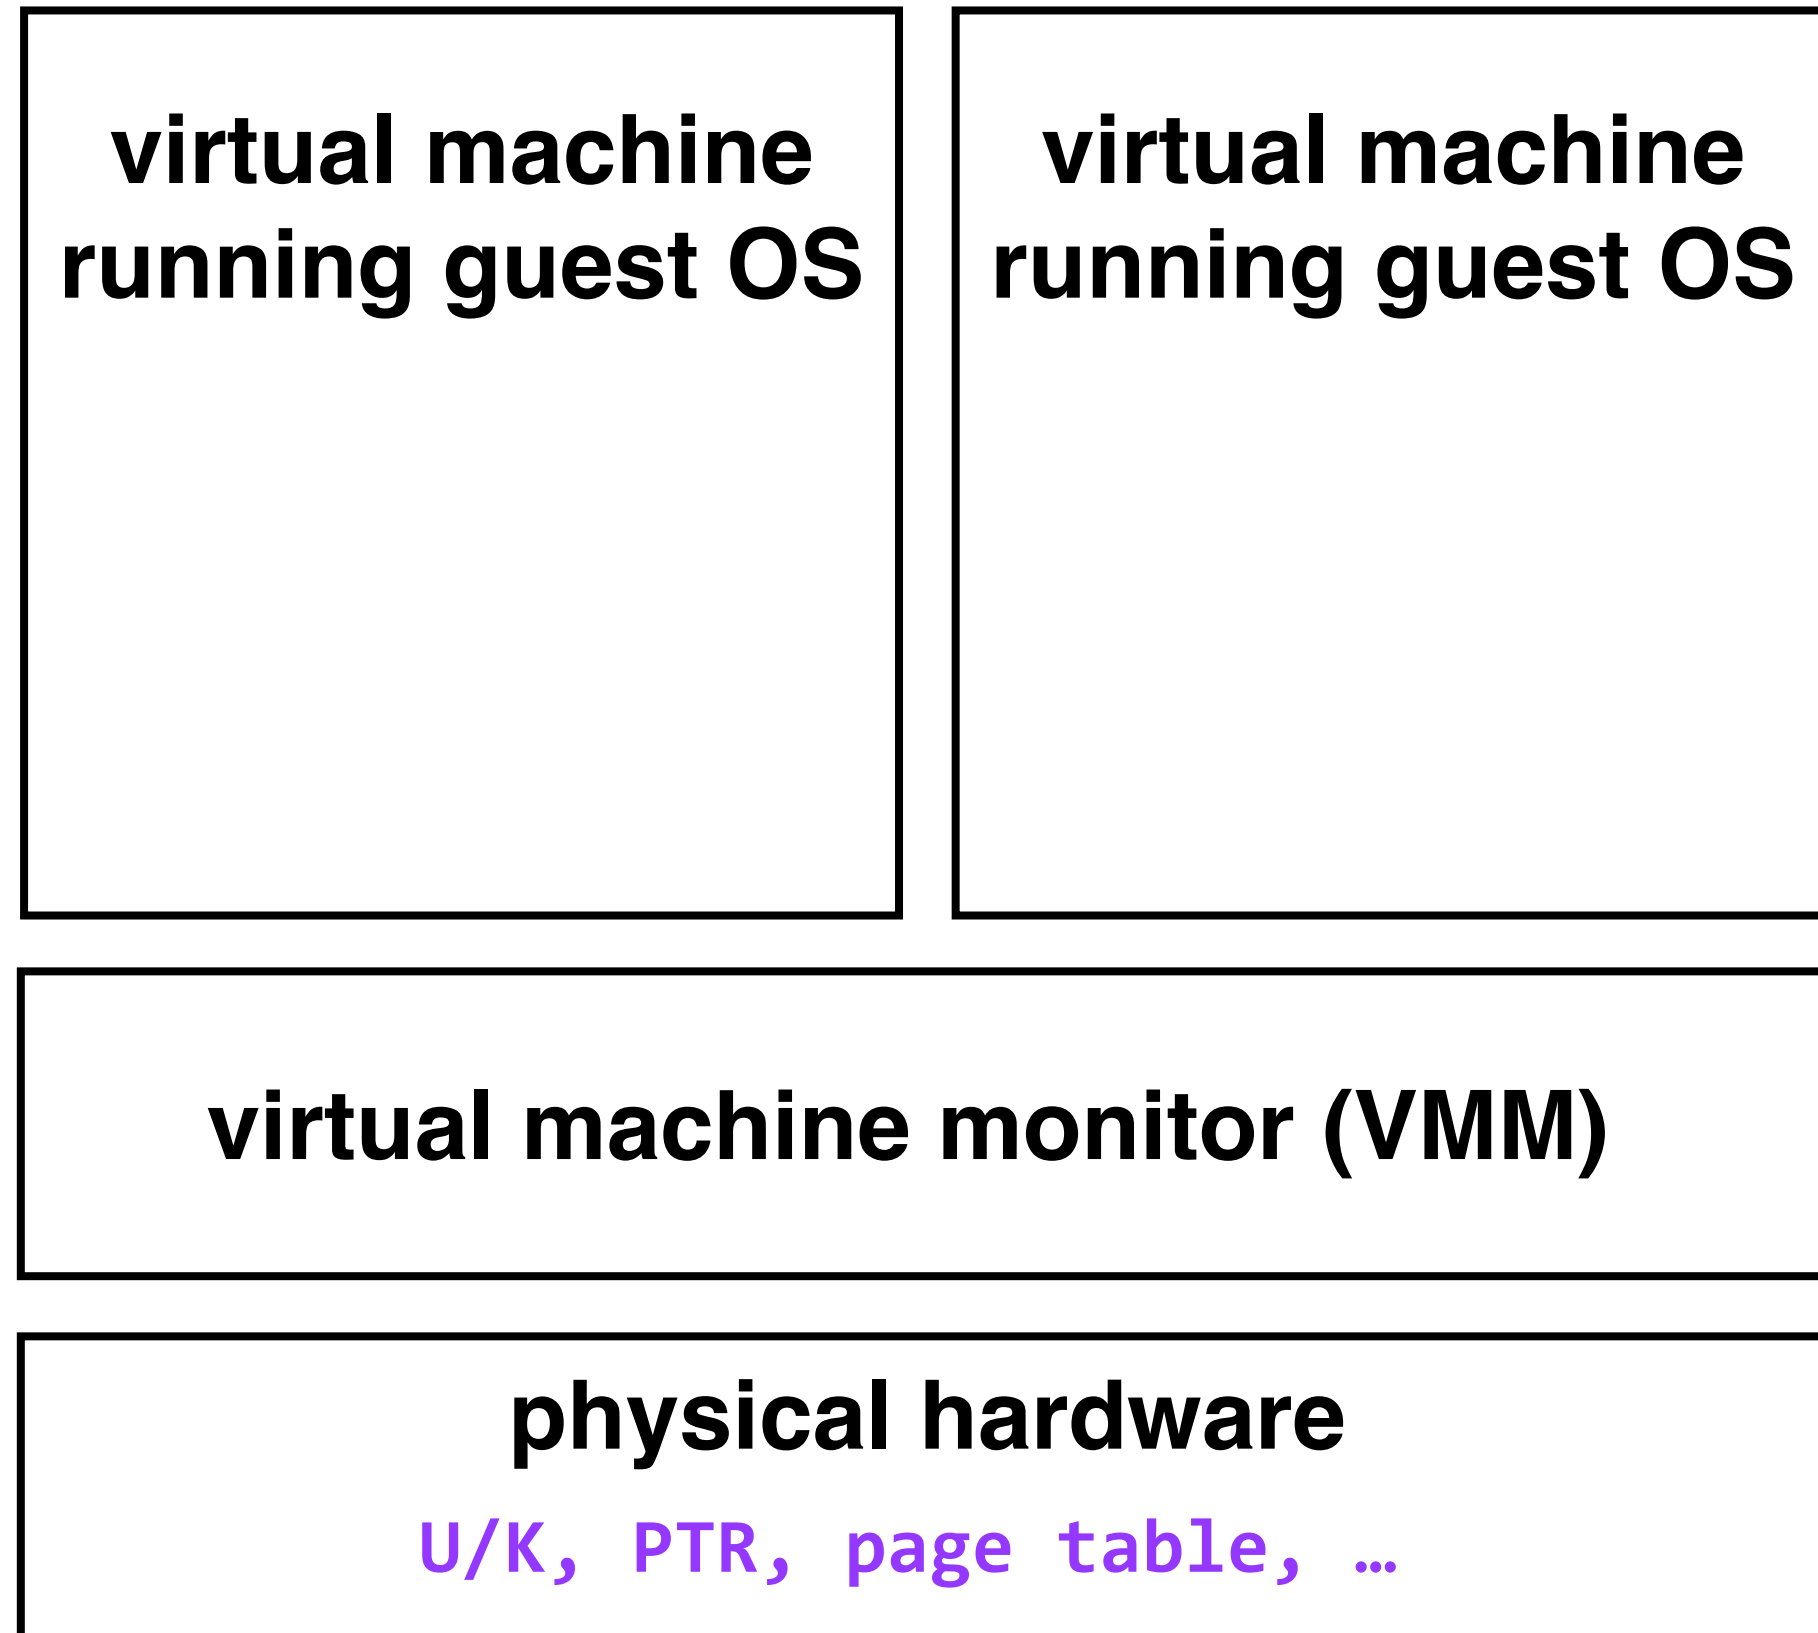 virtual machine
running guest OS
virtual machine
running guest OS
virtual machine monitor (VMM)
physical hardware
U/K, PTR, page table, …